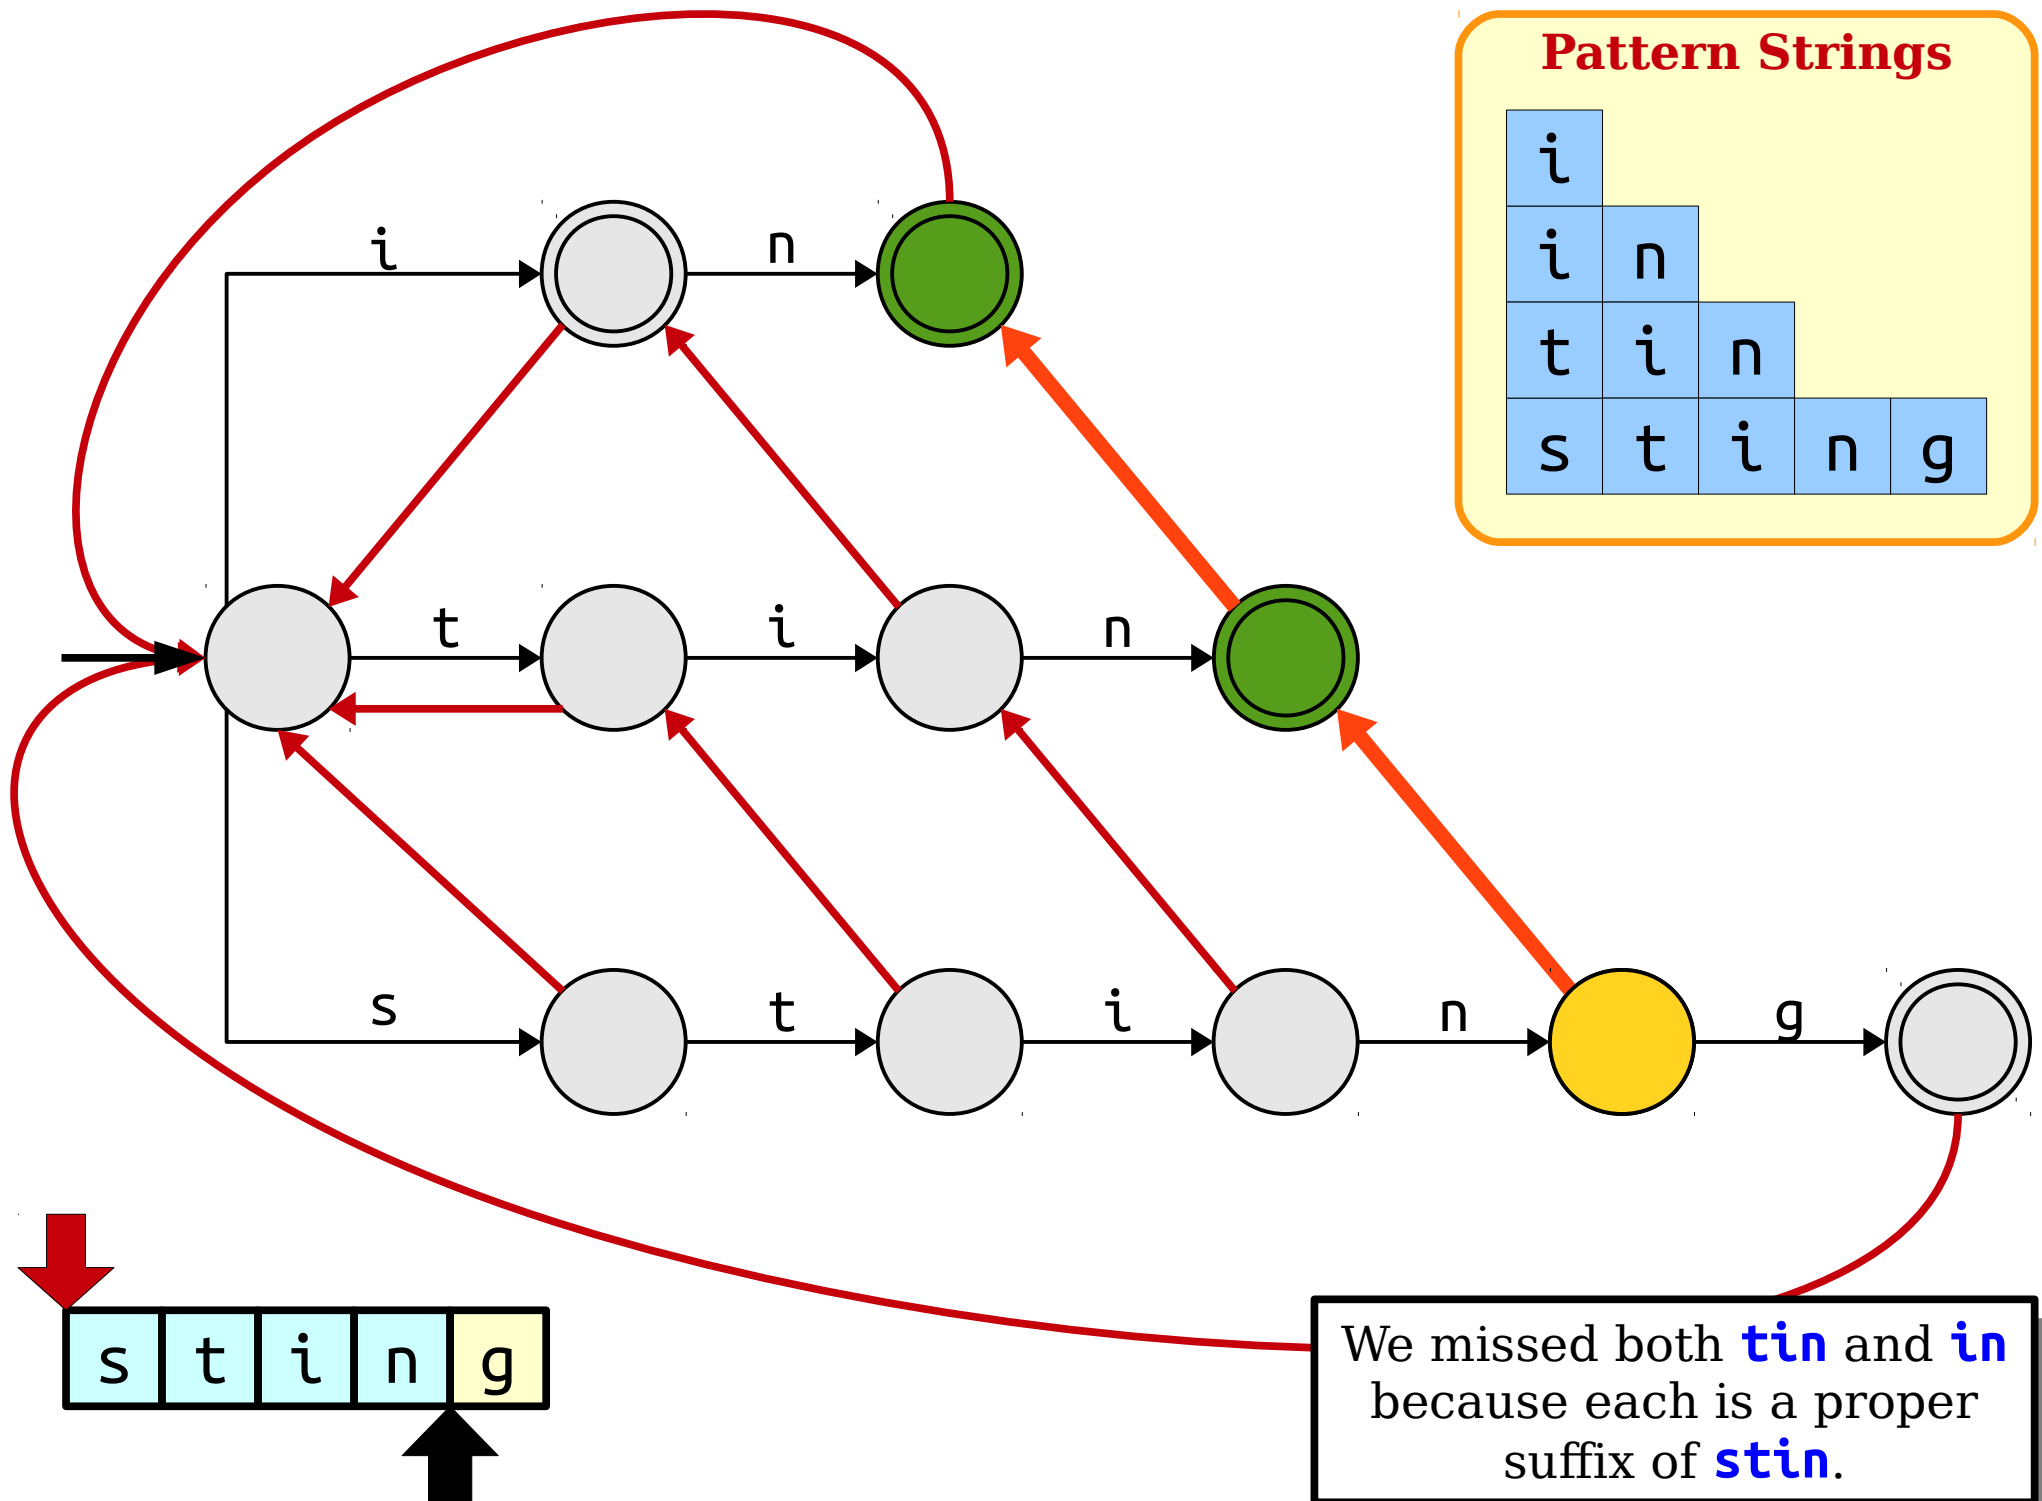 Pattern Strings
i
i n
t i n
s t i n g
i n
t i n
s t i n g
s t i n g
We missed both tin and in
because each is a proper
suffix of stin.